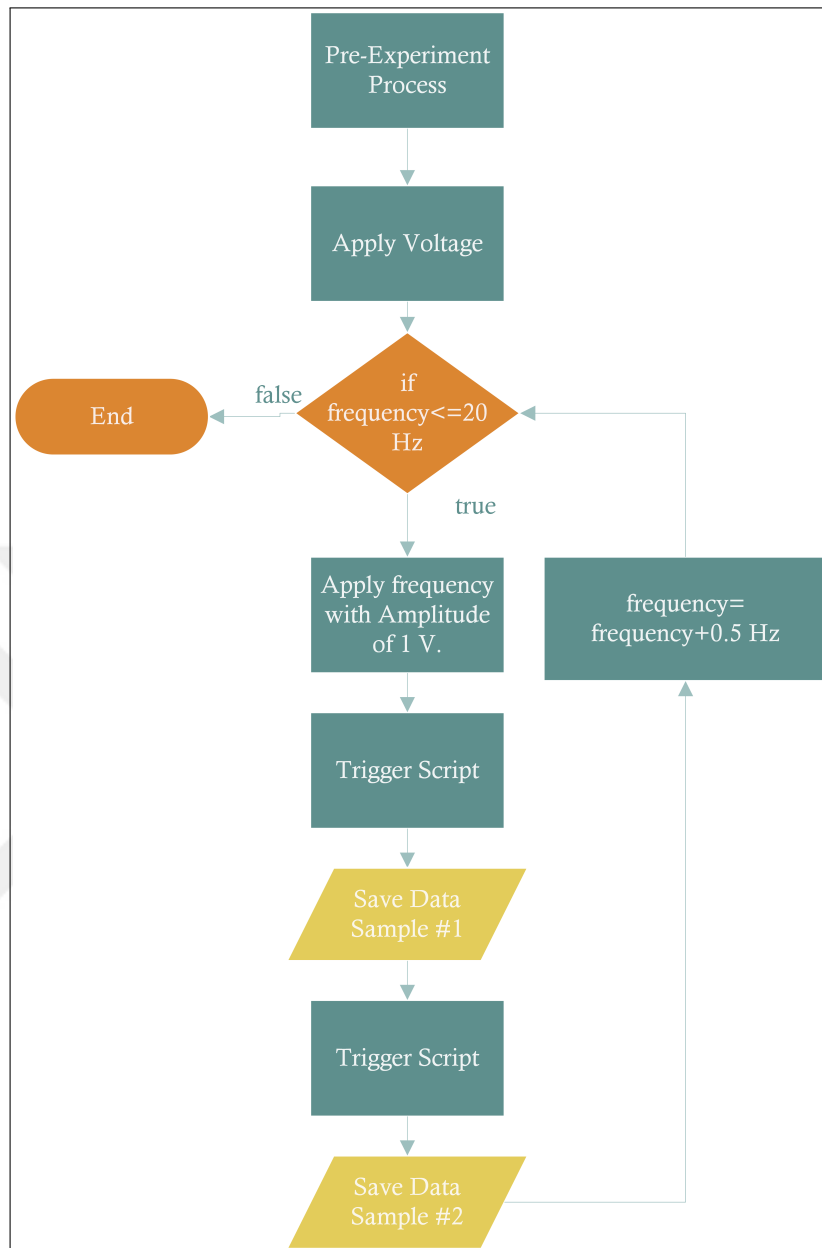 Pre-Experiment
Process
Apply Voltage
if
frequency<=20
Hz
false
End
true
Apply frequency
with Amplitude
of 1 V.
frequency=
frequency+0.5 Hz
Trigger Script
Save Data
Sample #1
Trigger Script
Save Data
Sample #2